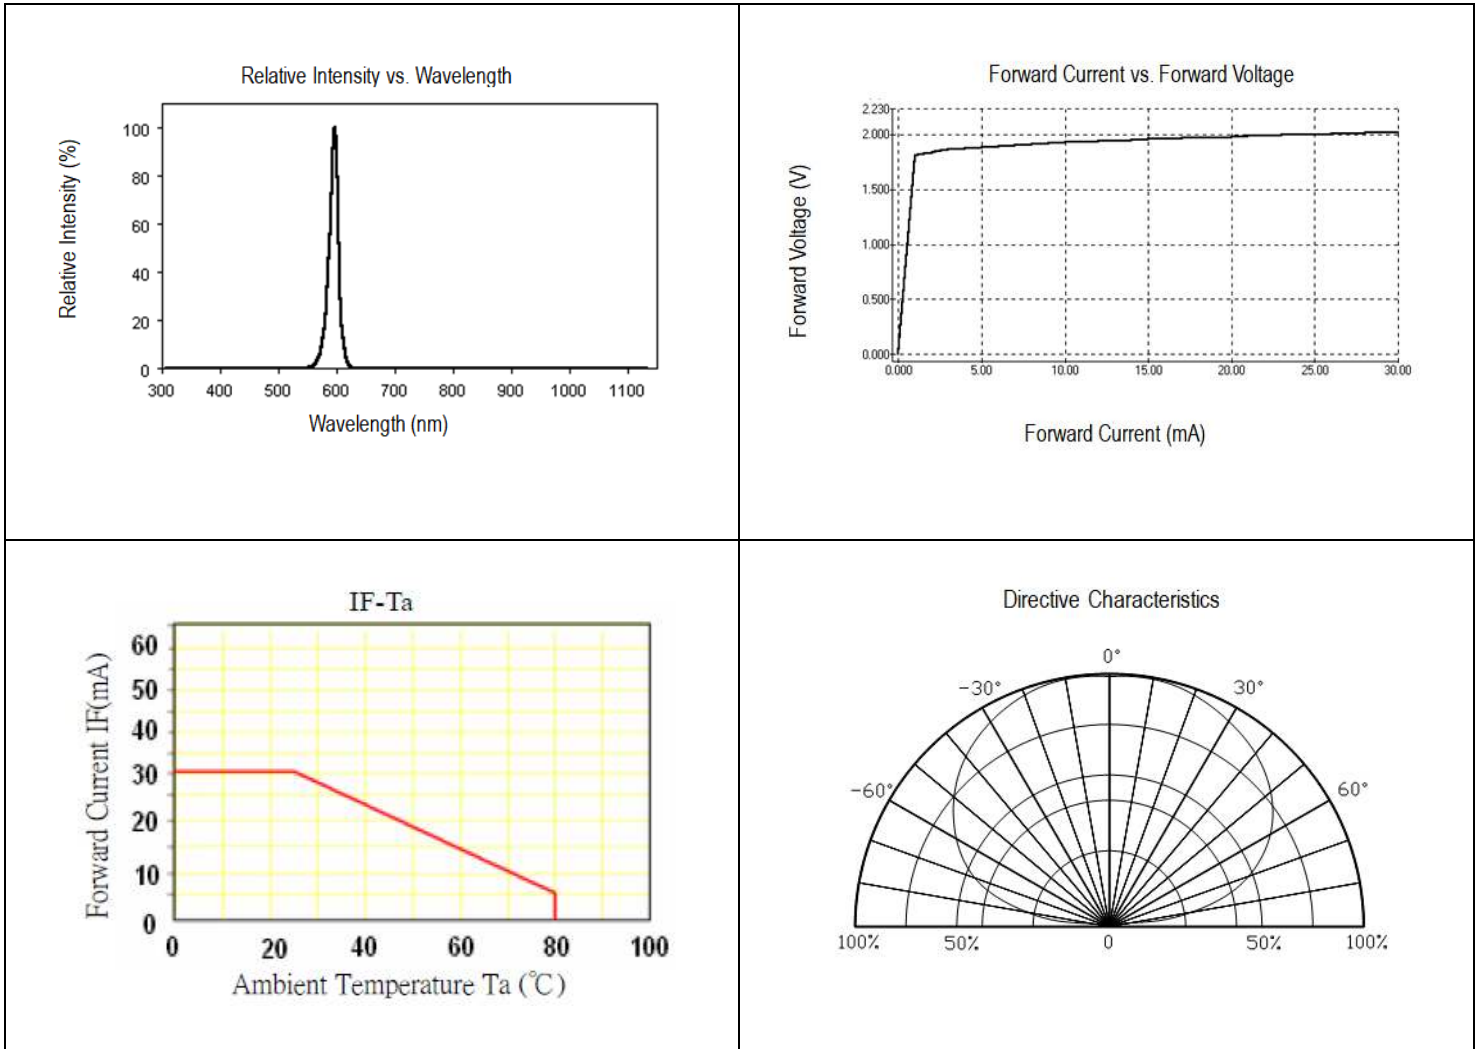 Relative Intensity vs. Wavelength
Relative Intensity (%)
100
80
60
40
20
0
300 400 500 600 700 800 900 1000 1100
Wavelength (nm)
Forward Current vs. Forward Voltage
Forward Voltage (V)
2.230
2.000
1.500
1.000
0.500
0.000
0.000 5.00 10.00 15.00 20.00 25.00 30.00
Forward Current (mA)
IF-Ta
Forward Current IF(mA)
60
50
40
30
20
10
0
0 20 40 60 80 100
Ambient Temperature Ta (℃)
Directive Characteristics
0°
-30° 30°
-60° 60°
100% 50% 0 50% 100%